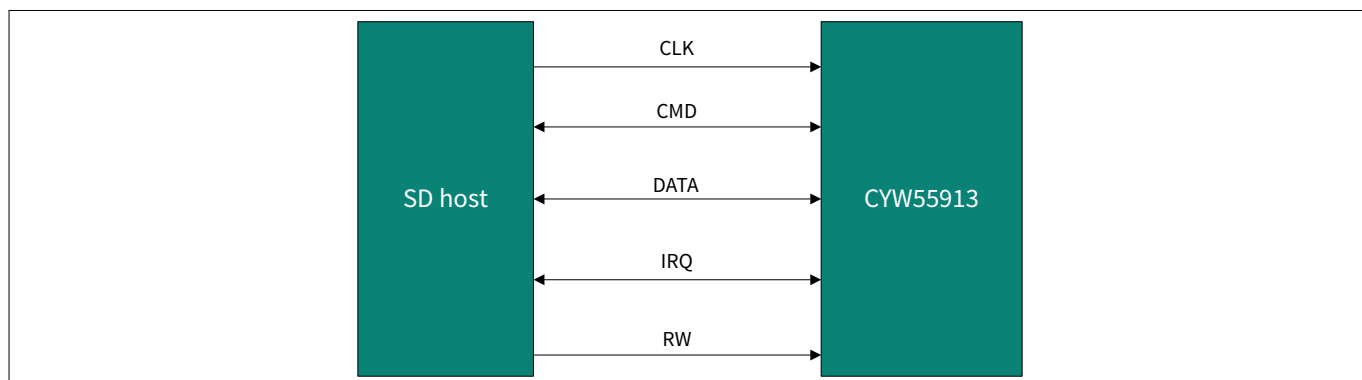 CLK
CMD
DATA
SD host
CYW55913
IRQ
RW